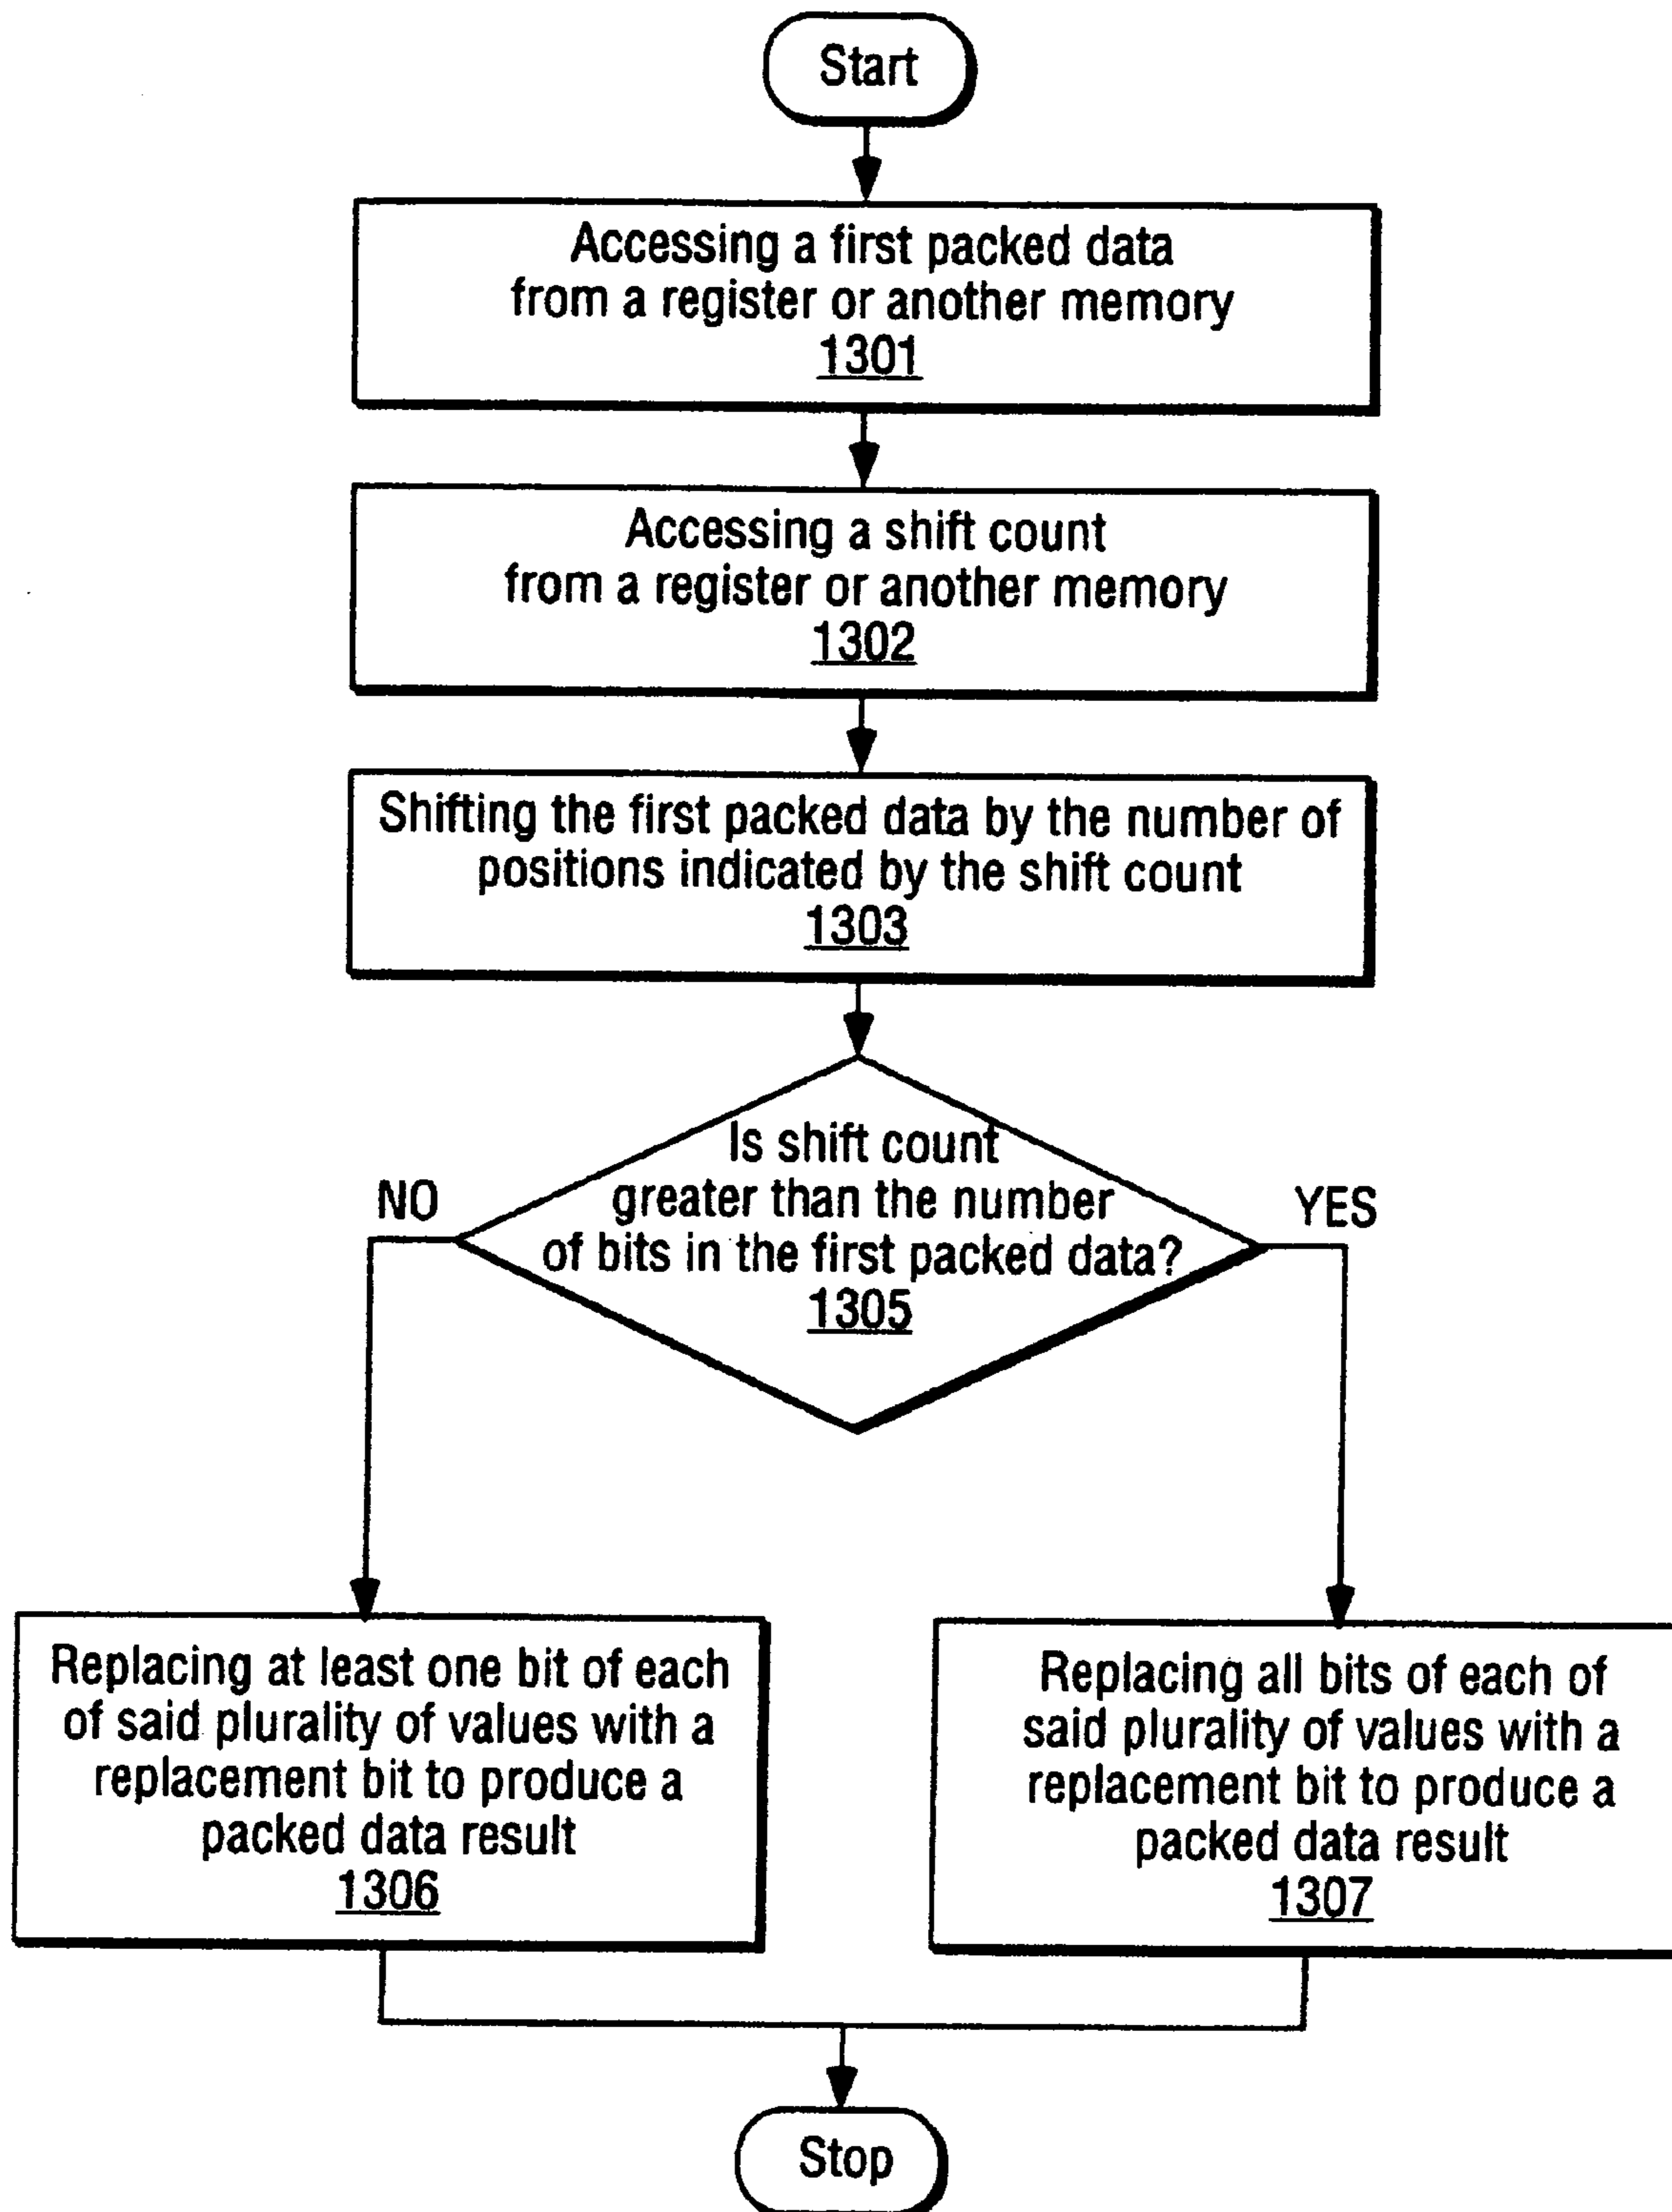 Start
Accessing a first packed data
from a register or another memory
1301
Accessing a shift count
from a register or another memory
1302
Shifting the first packed data by the number of
positions indicated by the shift count
1303
Is shift count
greater than the number
of bits in the first packed data?
1305
NO
YES
Replacing at least one bit of each
of said plurality of values with a
replacement bit to produce a
packed data result
1306
Replacing all bits of each of
said plurality of values with a
replacement bit to produce a
packed data result
1307
Stop